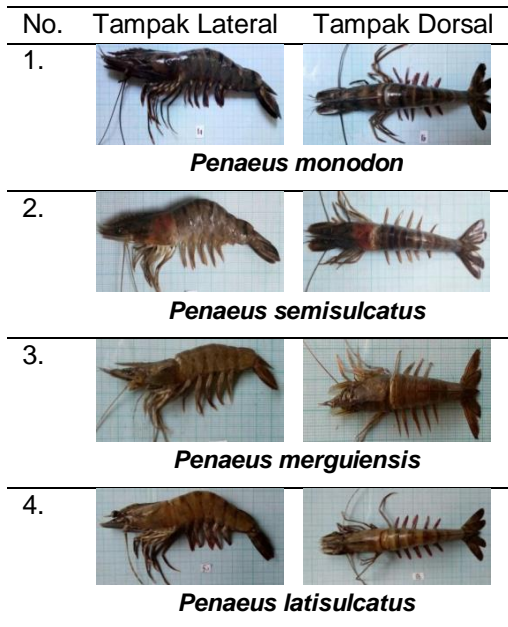 No. Tampak Lateral Tampak Dorsal
1.
Penaeus monodon
2.
Penaeus semisulcatus
3.
Penaeus merguiensis
4.
Penaeus latisulcatus